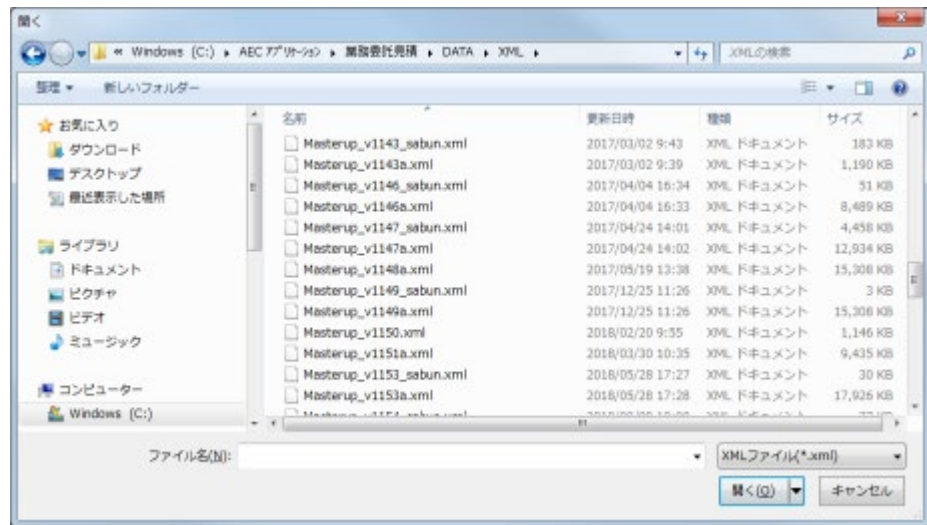 開く
« Windows (C:) ▸ AEC アプリケーション ▸ 業務委託見積 ▸ DATA ▸ XML ▸
XMLの検索
整理 新しいフォルダー
お気に入り
ダウンロード
デスクトップ
最近表示した場所
ライブラリ
ドキュメント
ピクチャ
ビデオ
ミュージック
コンピューター
Windows (C:)
名前 更新日時 種類 サイズ
Masterup_v1143_sabun.xml 2017/03/02 9:43 XML ドキュメント 183 KB
Masterup_v1143a.xml 2017/03/02 9:39 XML ドキュメント 1,190 KB
Masterup_v1146_sabun.xml 2017/04/04 16:34 XML ドキュメント 51 KB
Masterup_v1146a.xml 2017/04/04 16:33 XML ドキュメント 8,489 KB
Masterup_v1147_sabun.xml 2017/04/24 14:01 XML ドキュメント 4,458 KB
Masterup_v1147a.xml 2017/04/24 14:02 XML ドキュメント 12,934 KB
Masterup_v1148a.xml 2017/05/19 13:38 XML ドキュメント 15,308 KB
Masterup_v1149_sabun.xml 2017/12/25 11:26 XML ドキュメント 3 KB
Masterup_v1149a.xml 2017/12/25 11:26 XML ドキュメント 15,308 KB
Masterup_v1150.xml 2018/02/20 9:55 XML ドキュメント 1,146 KB
Masterup_v1151a.xml 2018/03/30 10:35 XML ドキュメント 9,435 KB
Masterup_v1153_sabun.xml 2018/05/28 17:27 XML ドキュメント 30 KB
Masterup_v1153a.xml 2018/05/28 17:28 XML ドキュメント 17,926 KB
ファイル名(N):
XMLファイル(*.xml)
開く(O) キャンセル